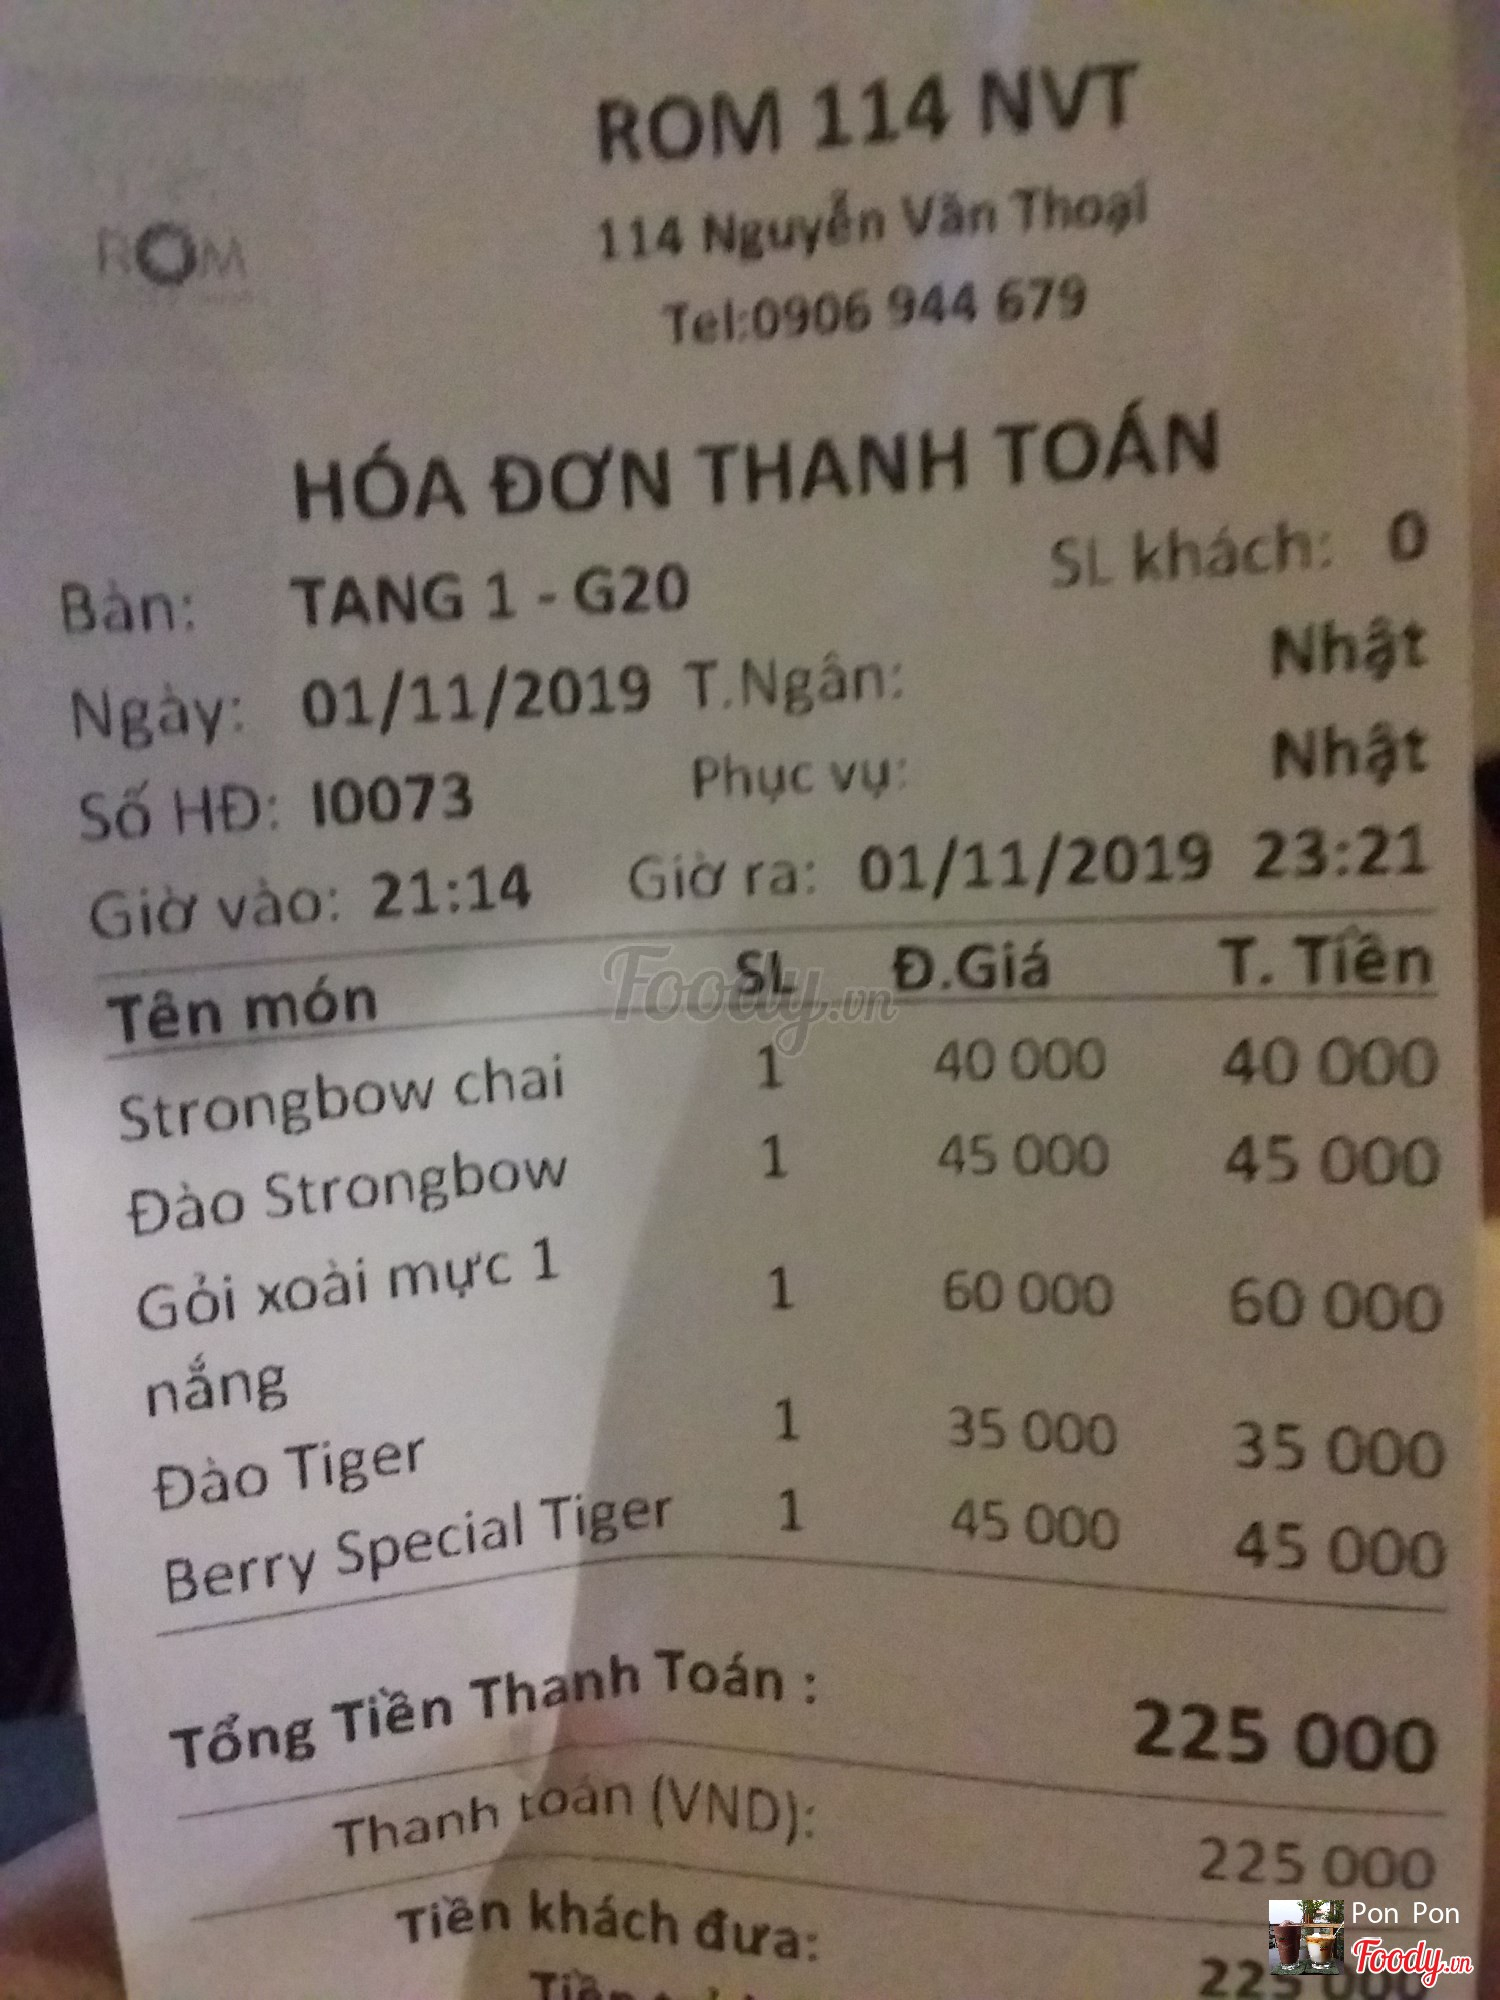 ROM 114 NVT
ROM
114 Nguyễn Văn Thoại
Tel:0906 944 679
HÓA ĐƠN THANH TOÁN
Bàn: TANG 1 - G20 SL khách: 0
Ngày: 01/11/2019 T.Ngân: Nhật
Số HĐ: I0073 Phục vụ: Nhật
Giờ vào: 21:14 Giờ ra: 01/11/2019 23:21
Tên món SL Đ.Giá T. Tiền
Foody.vn
Strongbow chai 1 40 000 40 000
Đào Strongbow 1 45 000 45 000
Gỏi xoài mực 1 1 60 000 60 000
nắng
Đào Tiger 1 35 000 35 000
Berry Special Tiger 1 45 000 45 000
Tổng Tiền Thanh Toán : 225 000
Thanh toán (VND): 225 000
Tiền khách đưa: 225 000
Pon Pon
Foody.vn